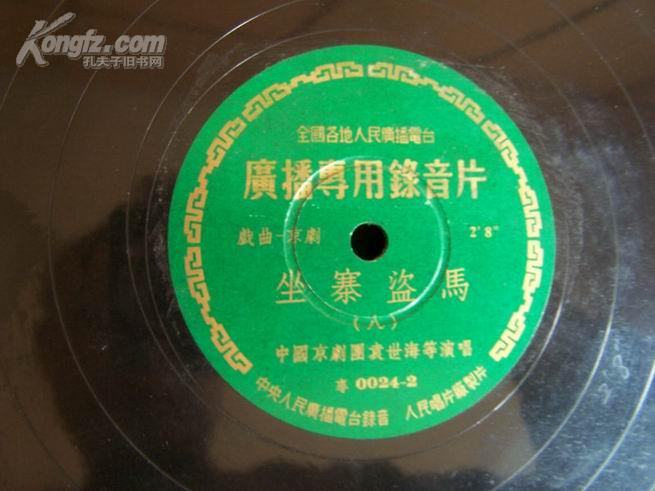 Kongfz.com
孔夫子旧书网
全國各地人民廣播電台
廣播專用錄音片
戲曲-京劇 2'8"
坐寨盜馬
(八)
中國京劇團袁世海等演唱
專 0024-2
中央人民廣播電台錄音 人民唱片廠製片
28